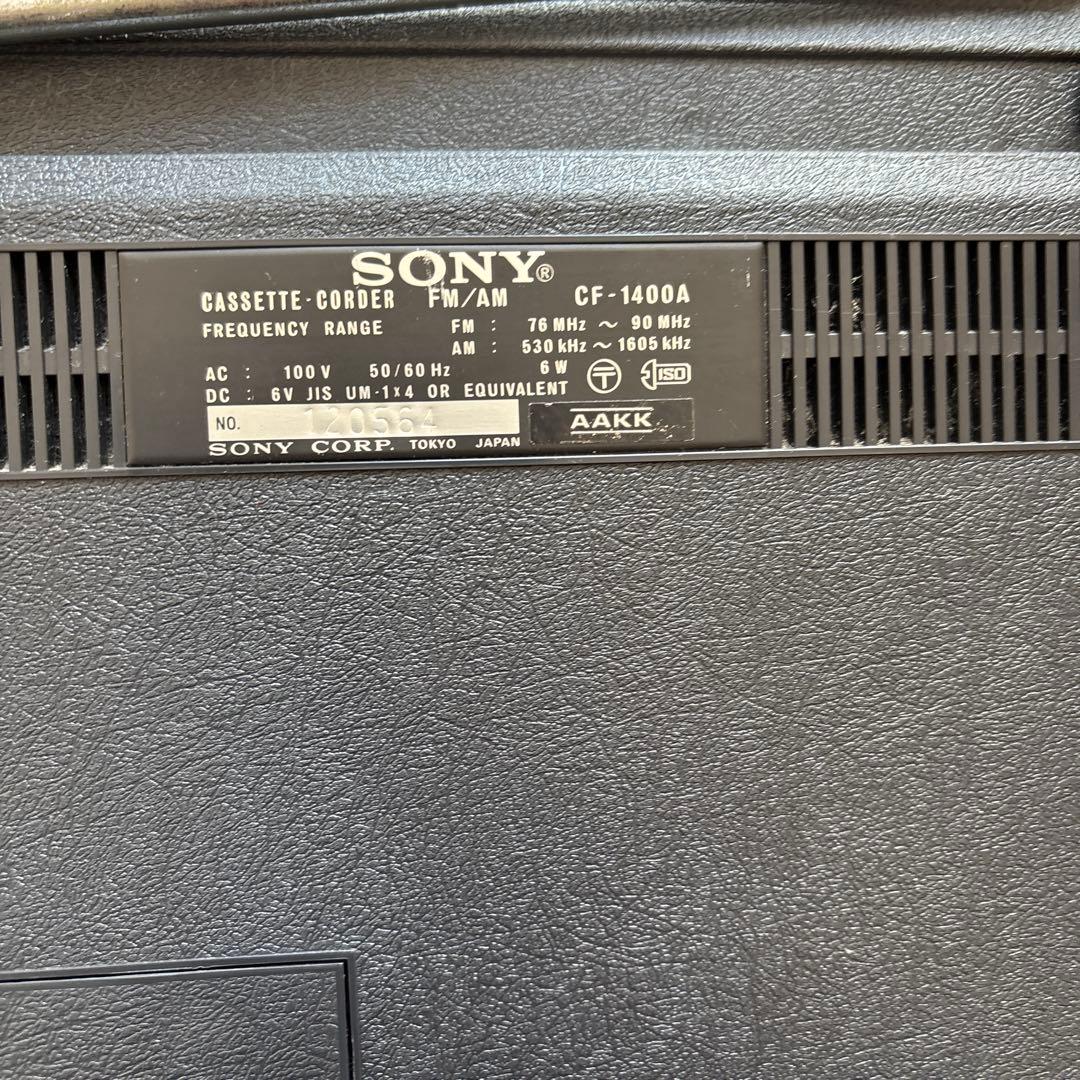 SONY®
CASSETTE-CORDER FM/AM CF-1400A
FREQUENCY RANGE FM : 76 MHz ~ 90 MHz
AM : 530 kHz ~ 1605 kHz
AC : 100 V 50/60 Hz 6 W
DC : 6V JIS UM-1×4 OR EQUIVALENT
T JISO
NO. 120564
AAKK
SONY CORP. TOKYO JAPAN